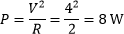 P = V²/R = 4²/2 = 8 W